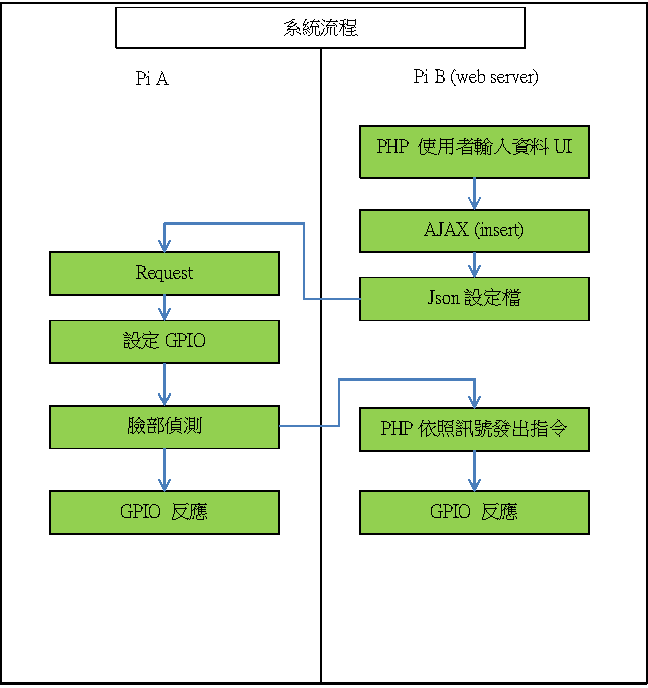 系統流程
Pi A
Pi B (web server)
PHP 使用者輸入資料 UI
AJAX (insert)
Json 設定檔
Request
設定 GPIO
臉部偵測
GPIO 反應
PHP 依照訊號發出指令
GPIO 反應